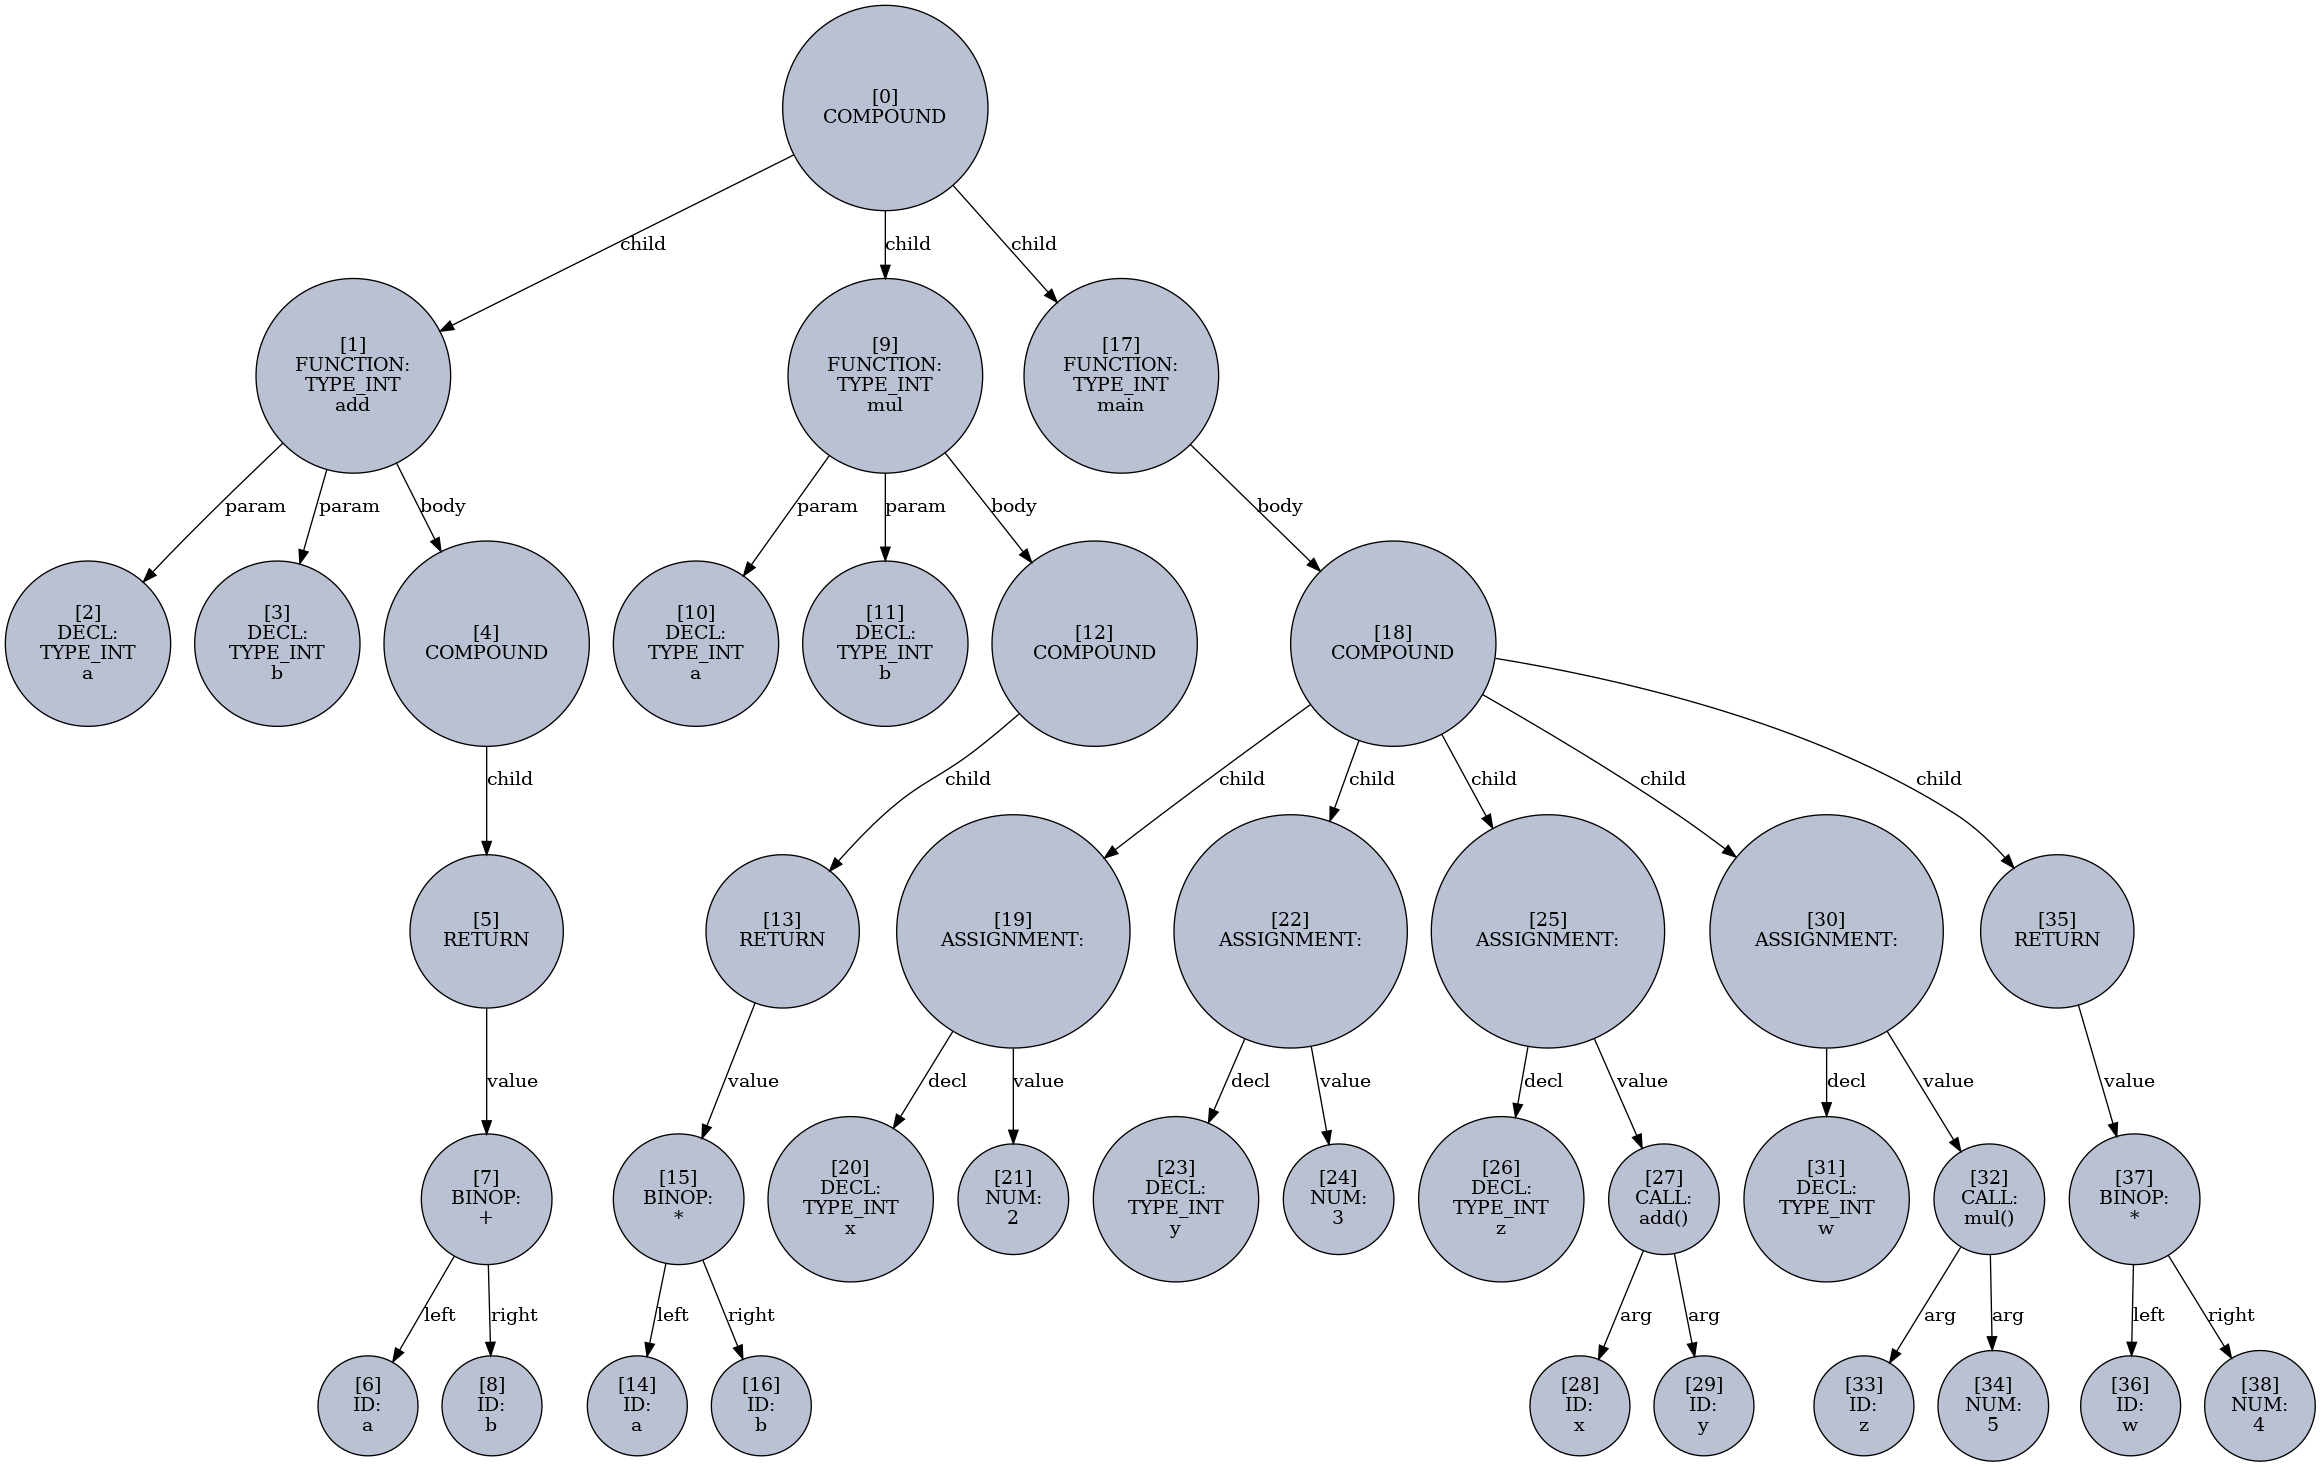 [0]
COMPOUND
child
child
child
[1]
FUNCTION:
TYPE_INT
add
[9]
FUNCTION:
TYPE_INT
mul
[17]
FUNCTION:
TYPE_INT
main
param
param
body
param
param
body
body
[2]
DECL:
TYPE_INT
a
[3]
DECL:
TYPE_INT
b
[4]
COMPOUND
[10]
DECL:
TYPE_INT
a
[11]
DECL:
TYPE_INT
b
[12]
COMPOUND
[18]
COMPOUND
child
child
child
child
child
child
child
[5]
RETURN
[13]
RETURN
[19]
ASSIGNMENT:
[22]
ASSIGNMENT:
[25]
ASSIGNMENT:
[30]
ASSIGNMENT:
[35]
RETURN
value
value
decl
value
decl
value
decl
value
decl
value
value
[7]
BINOP:
+
[15]
BINOP:
*
[20]
DECL:
TYPE_INT
x
[21]
NUM:
2
[23]
DECL:
TYPE_INT
y
[24]
NUM:
3
[26]
DECL:
TYPE_INT
z
[27]
CALL:
add()
[31]
DECL:
TYPE_INT
w
[32]
CALL:
mul()
[37]
BINOP:
*
left
right
left
right
arg
arg
arg
arg
left
right
[6]
ID:
a
[8]
ID:
b
[14]
ID:
a
[16]
ID:
b
[28]
ID:
x
[29]
ID:
y
[33]
ID:
z
[34]
NUM:
5
[36]
ID:
w
[38]
NUM:
4